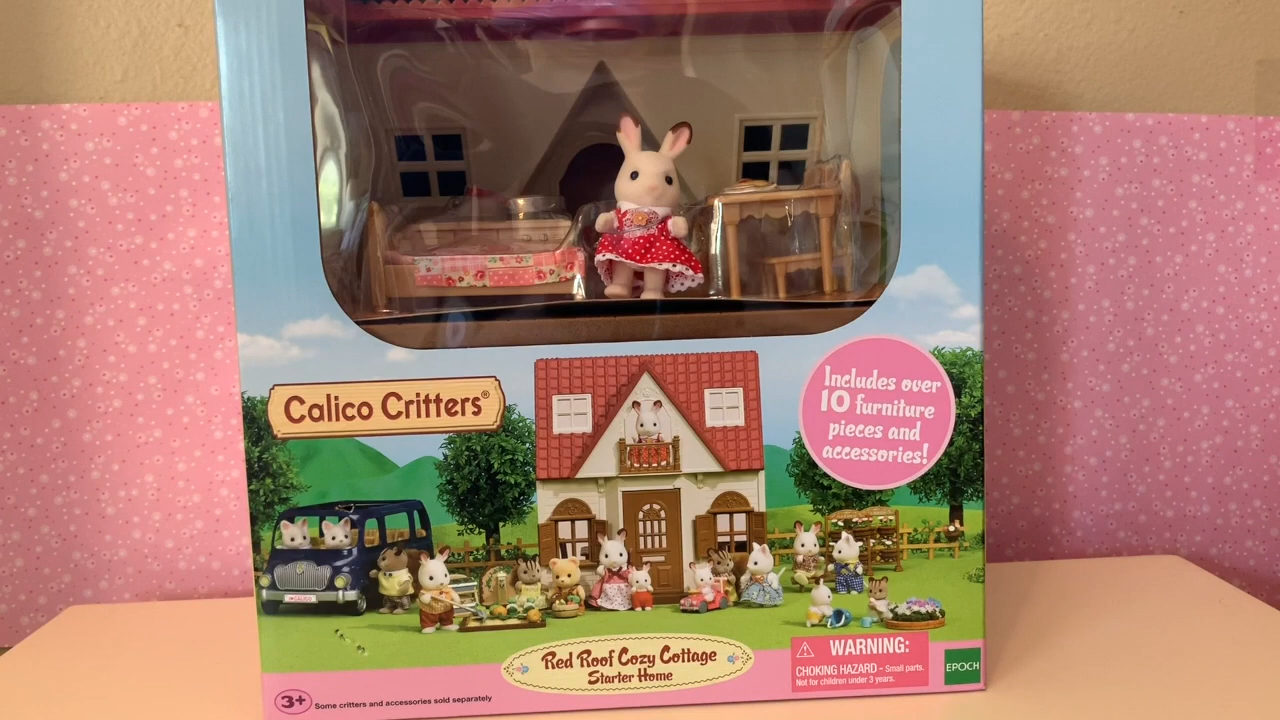 Calico Critters®
Includes over
10 furniture
pieces and
accessories!
Red Roof Cozy Cottage
Starter Home
WARNING:
CHOKING HAZARD - Small parts.
Not for children under 3 years.
EPOCH
3+
Some critters and accessories sold separately